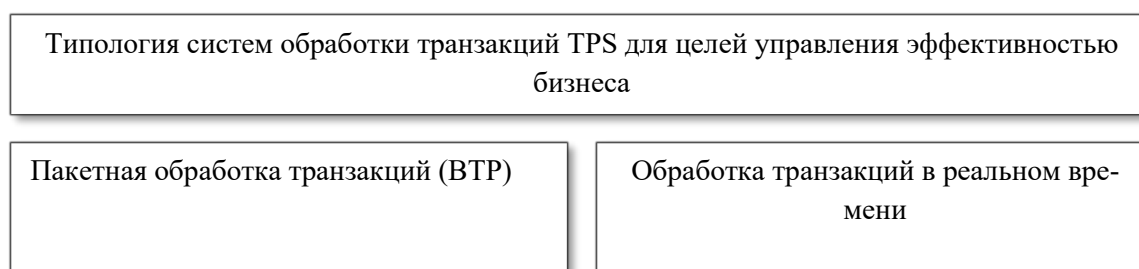 Типология систем обработки транзакций TPS для целей управления эффективностью
бизнеса
Пакетная обработка транзакций (BTP)
Обработка транзакций в реальном вре-
мени